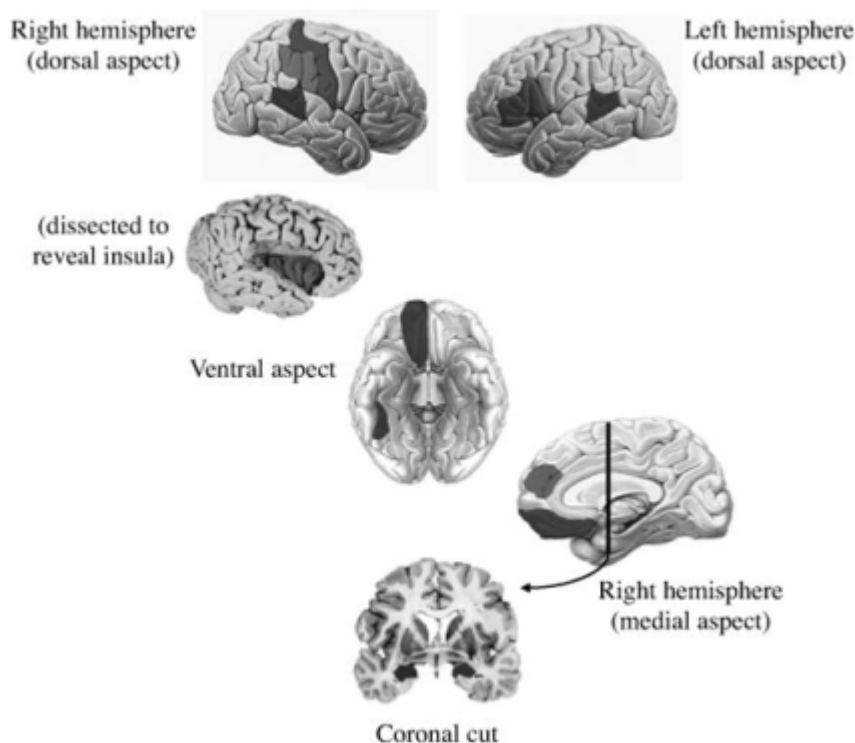 Right hemisphere
(dorsal aspect)
Left hemisphere
(dorsal aspect)
(dissected to
reveal insula)
Ventral aspect
Right hemisphere
(medial aspect)
Coronal cut